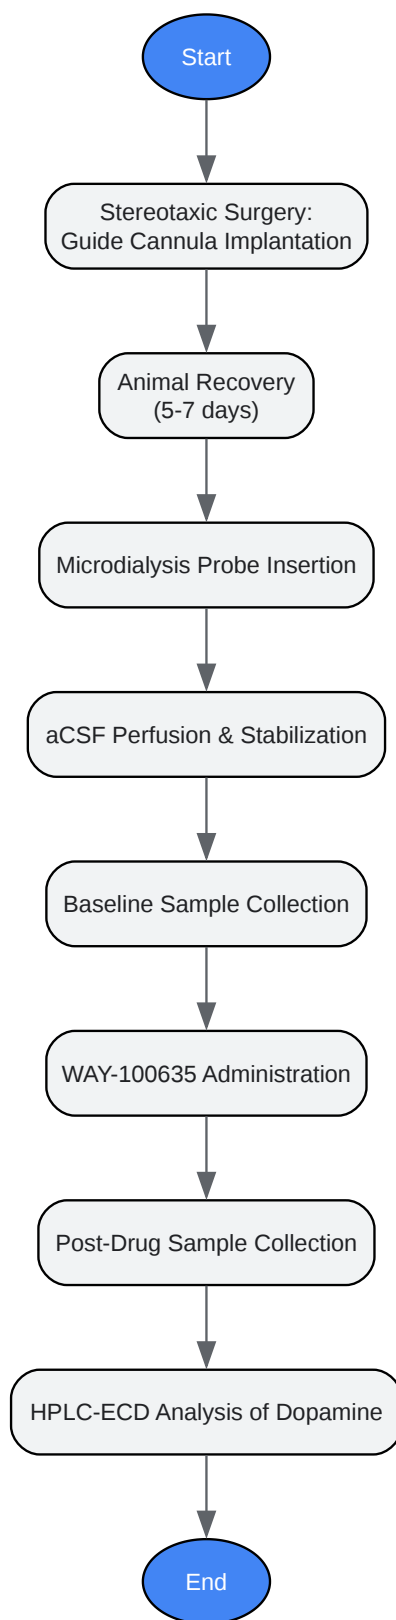 Start
Stereotaxic Surgery:
Guide Cannula Implantation
Animal Recovery
(5-7 days)
Microdialysis Probe Insertion
aCSF Perfusion & Stabilization
Baseline Sample Collection
WAY-100635 Administration
Post-Drug Sample Collection
HPLC-ECD Analysis of Dopamine
End